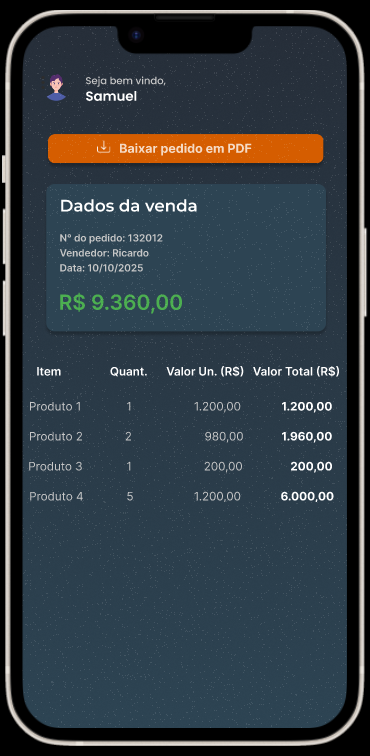 Seja bem vindo,
Samuel
Baixar pedido em PDF
Dados da venda
N° do pedido: 132012
Vendedor: Ricardo
Data: 10/10/2025
R$ 9.360,00
Item Quant. Valor Un. (R$) Valor Total (R$)
Produto 1 1 1.200,00 1.200,00
Produto 2 2 980,00 1.960,00
Produto 3 1 200,00 200,00
Produto 4 5 1.200,00 6.000,00